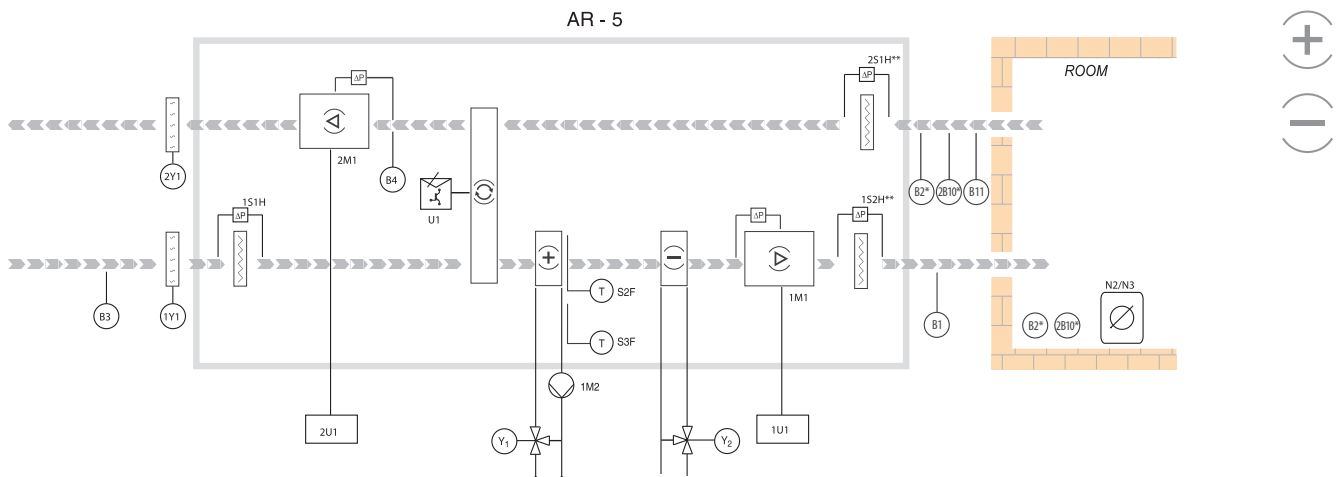 AR - 5
2S1H**
ΔP
ROOM
ΔP
2M1
2Y1
B4
B2* 2B10* B11
U1
1S1H
ΔP
1S2H**
ΔP
ΔP
S2F
T
N2/N3
1M1
B3
1Y1
B1
B2* 2B10*
T
S3F
1M2
2U1
1U1
Y1
Y2